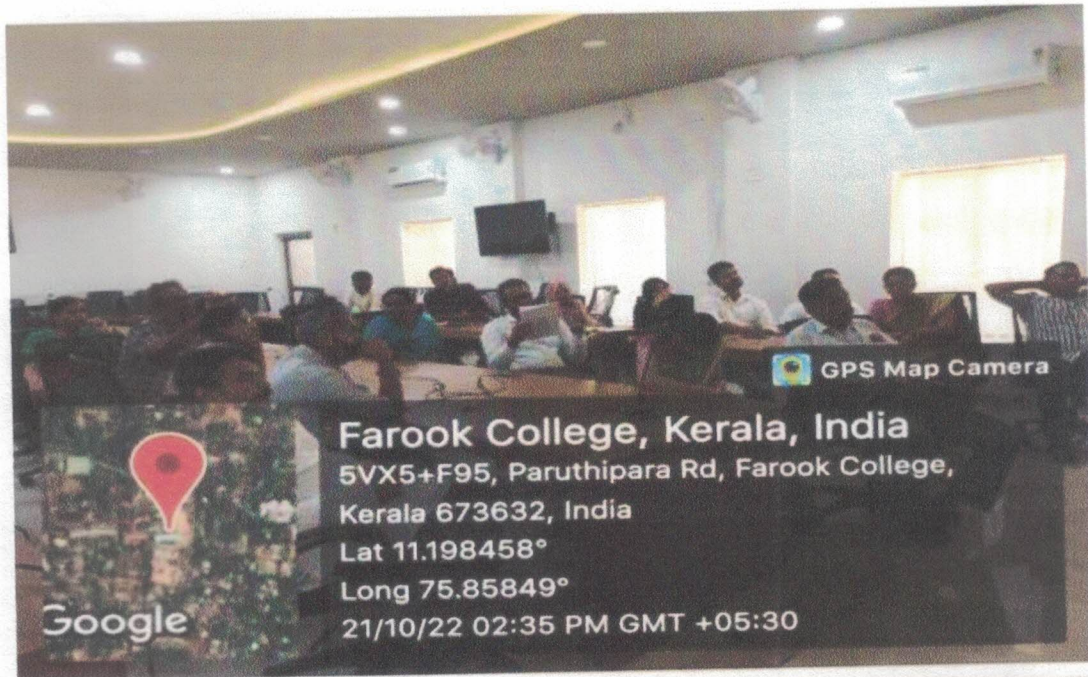 GPS Map Camera
Farook College, Kerala, India
5VX5+F95, Paruthipara Rd, Farook College,
Kerala 673632, India
Lat 11.198458°
Long 75.85849°
21/10/22 02:35 PM GMT +05:30
Google